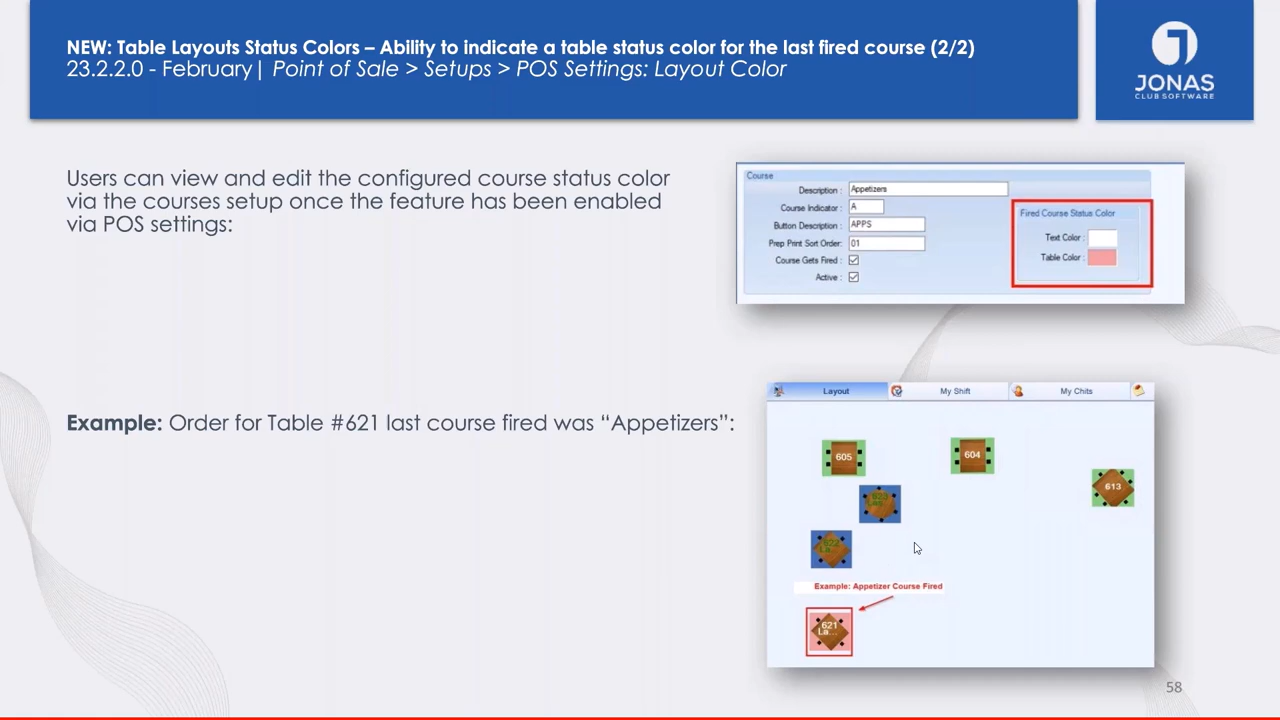 NEW: Table Layouts Status Colors – Ability to indicate a table status color for the last fired course (2/2)
23.2.2.0 - February| Point of Sale > Setups > POS Settings: Layout Color
JONAS
CLUB SOFTWARE
Users can view and edit the configured course status color
via the courses setup once the feature has been enabled
via POS settings:
Course
Description : Appetizers
Course Indicator : A
Button Description : APPS
Prep Print Sort Order: 01
Course Gets Fired :
Active :
Fired Course Status Color
Text Color :
Table Color :
Example: Order for Table #621 last course fired was “Appetizers”:
Layout
My Shift
My Chits
605
604
613
623
622
La...
Example: Appetizer Course Fired
621
La...
58